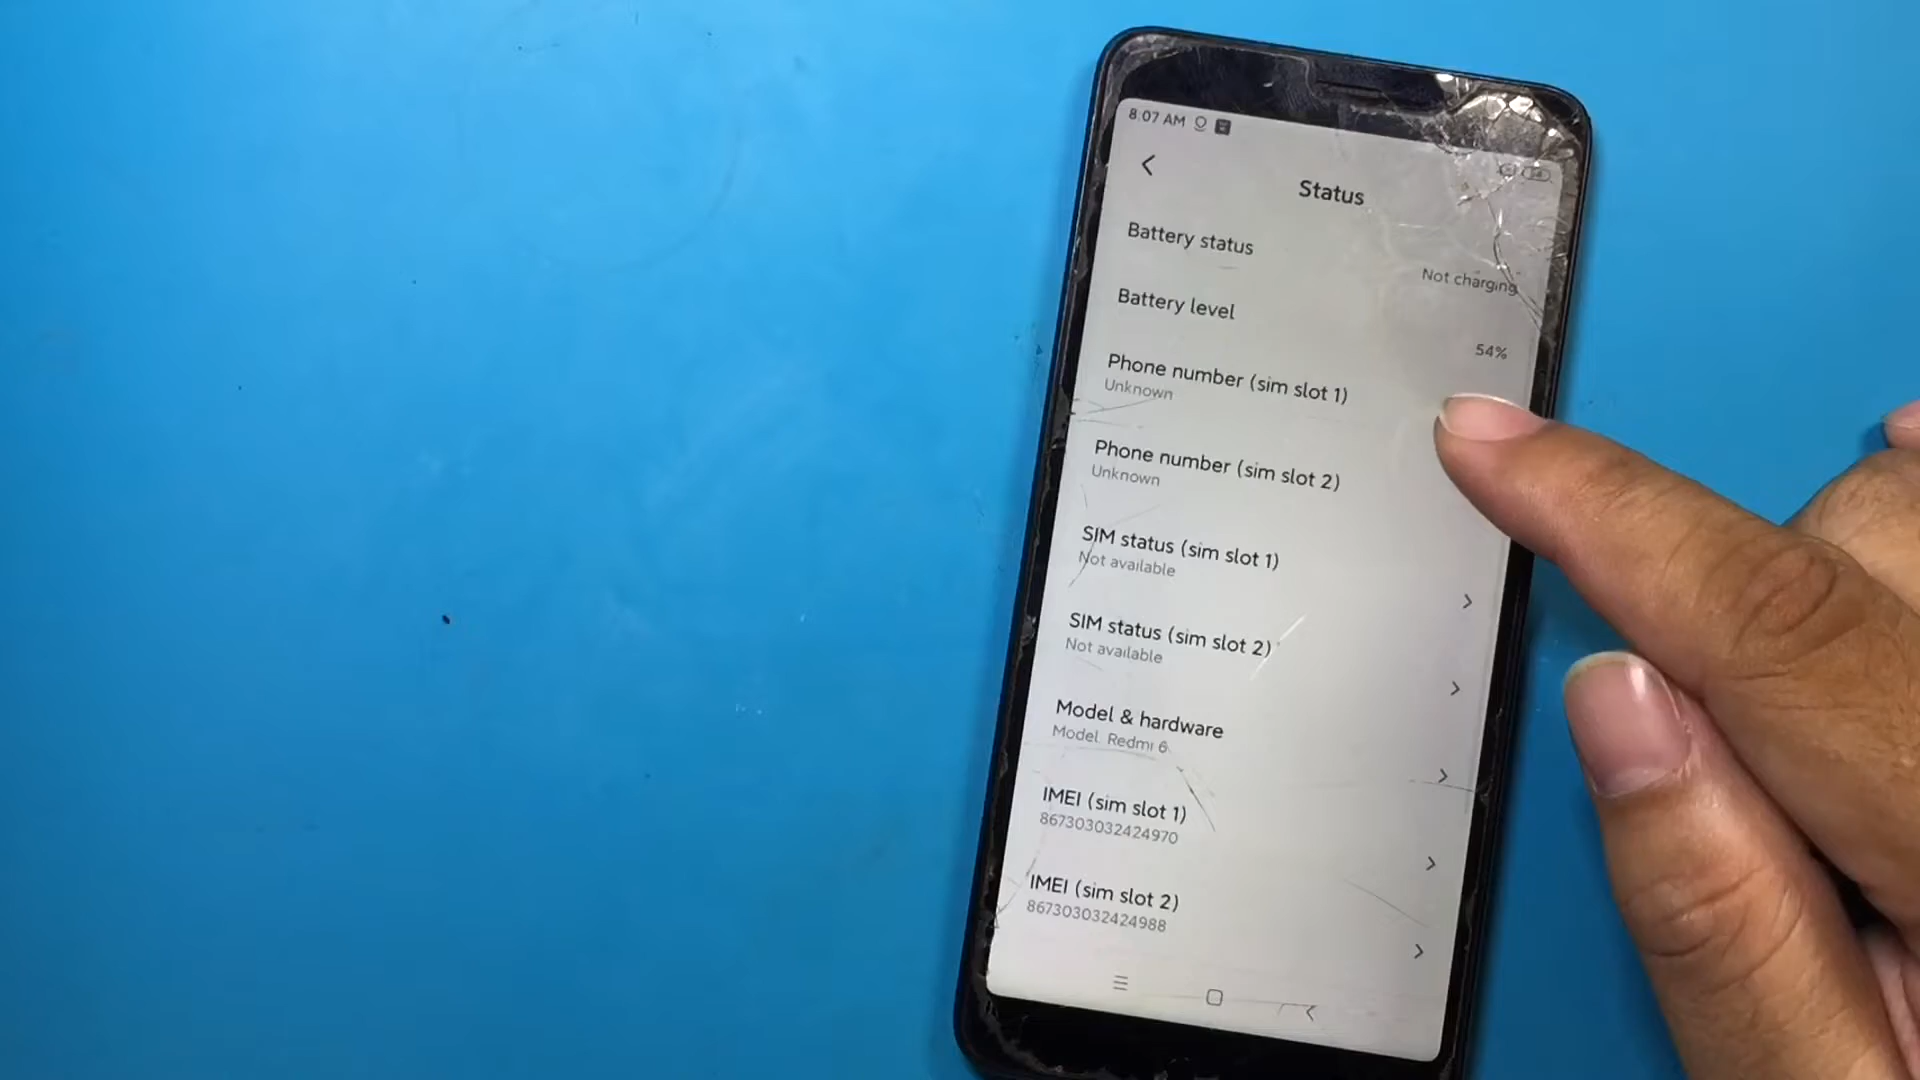 8:07 AM
Status
Battery status
Not charging
Battery level
54%
Phone number (sim slot 1)
Unknown
Phone number (sim slot 2)
Unknown
SIM status (sim slot 1)
Not available
SIM status (sim slot 2)
Not available
Model & hardware
Model: Redmi 6
IMEI (sim slot 1)
867303032424970
IMEI (sim slot 2)
867303032424988